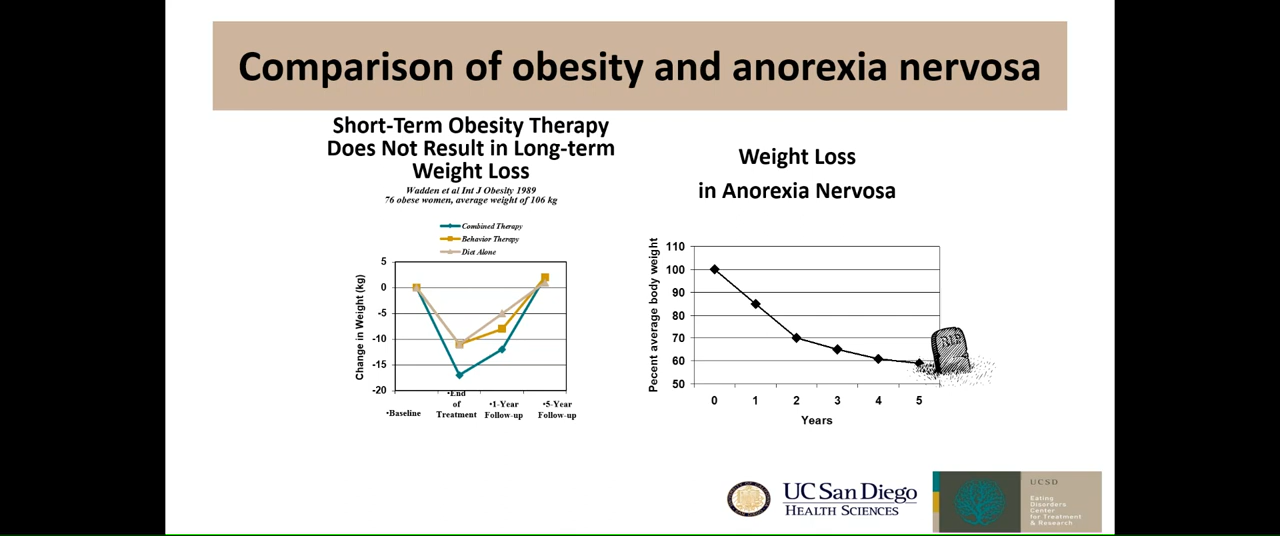 Comparison of obesity and anorexia nervosa
Short-Term Obesity Therapy
Does Not Result in Long-term
Weight Loss
Wadden et al Int J Obesity 1989
76 obese women, average weight of 106 kg
Combined Therapy
Behavior Therapy
Diet Alone
Change in Weight (kg)
5
0
-5
-10
-15
-20
•Baseline
•End
of
Treatment
•1-Year
Follow-up
•5-Year
Follow-up
Weight Loss
in Anorexia Nervosa
Pecent average body weight
110
100
90
80
70
60
50
0 1 2 3 4 5
Years
RIP
UC San Diego
HEALTH SCIENCES
UCSD
Eating
Disorders
Center
for Treatment
& Research